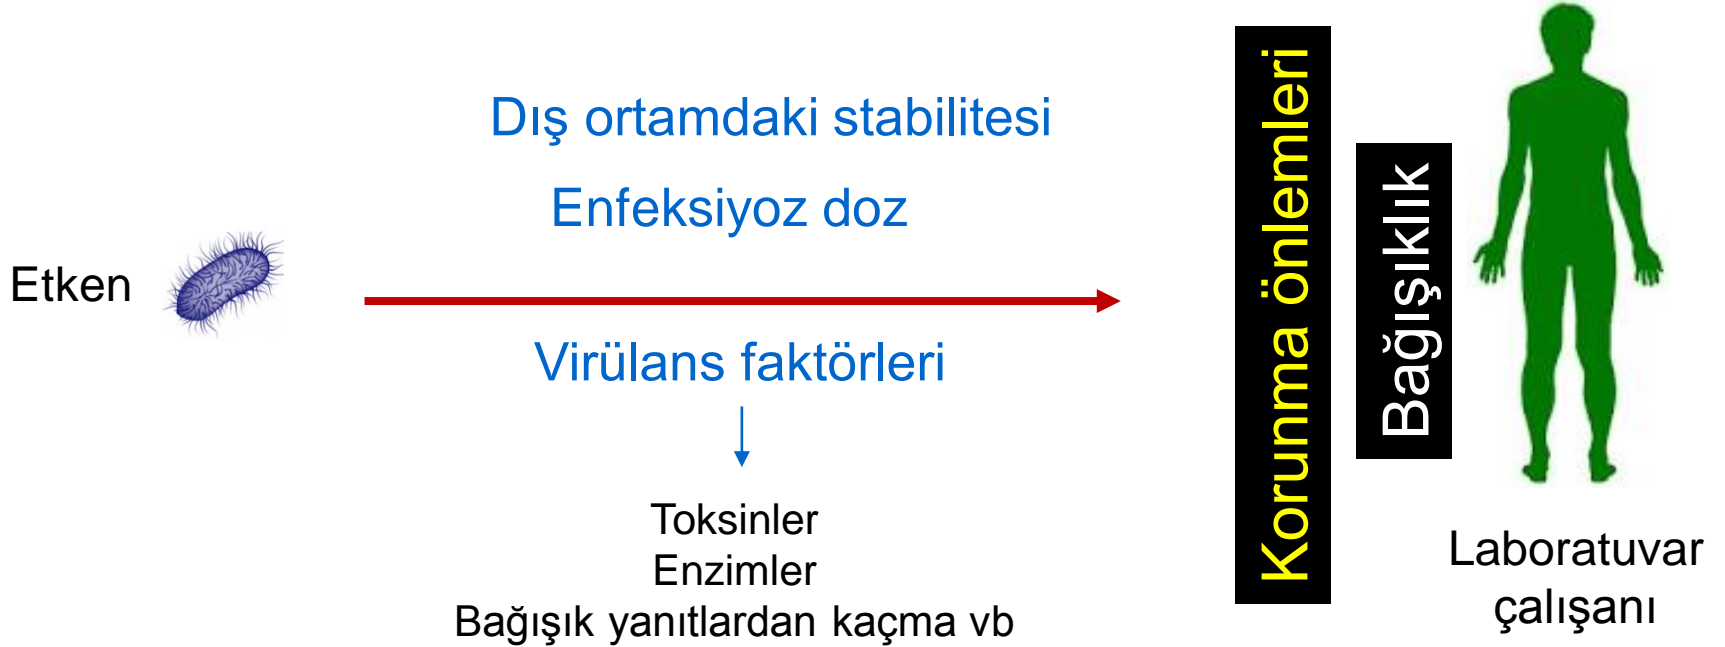 Dış ortamdaki stabilitesi
Enfeksiyoz doz
Etken
Virülans faktörleri
Toksinler
Enzimler
Bağışık yanıtlardan kaçma vb
Korunma önlemleri
Bağışıklık
Laboratuvar
çalışanı